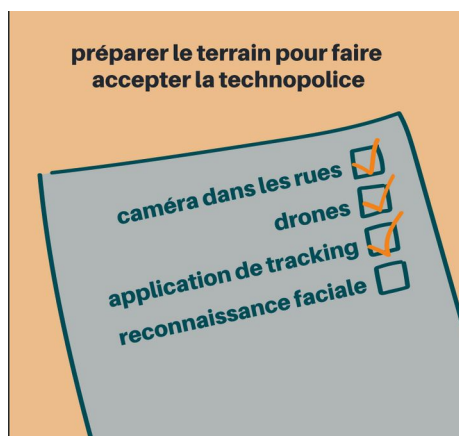 préparer le terrain pour faire
accepter la technopolice
caméra dans les rues
drones
application de tracking
reconnaissance faciale